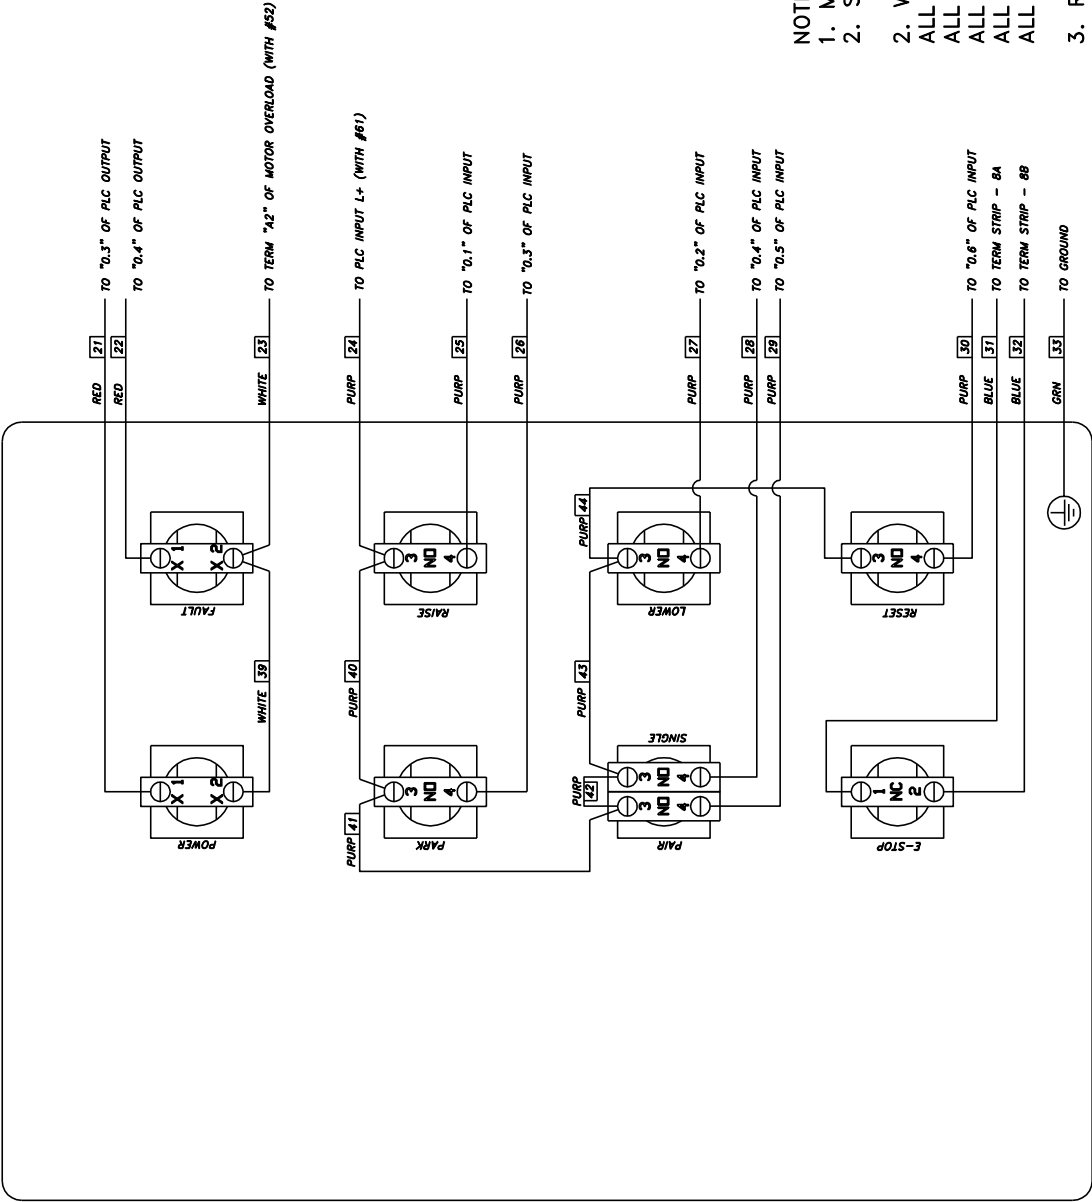 21
RED
TO "0.3" OF PLC OUTPUT
22
RED
TO "0.4" OF PLC OUTPUT
23
WHITE
TO TERM "A2" OF MOTOR OVERLOAD (WITH #52)
24
PURP
TO PLC INPUT L+ (WITH #61)
25
PURP
TO "0.1" OF PLC INPUT
26
PURP
TO "0.3" OF PLC INPUT
27
PURP
TO "0.2" OF PLC INPUT
28
PURP
TO "0.4" OF PLC INPUT
29
PURP
TO "0.5" OF PLC INPUT
30
PURP
TO "0.6" OF PLC INPUT
31
BLUE
TO TERM STRIP - 8A
32
BLUE
TO TERM STRIP - 8B
33
GRN
TO GROUND
X1
X2
FAULT
39
WHITE
X1
X2
POWER
3
NO
4
RAISE
40
PURP
3
NO
4
PARK
41
PURP
3
NO
4
LOWER
44
PURP
43
PURP
SINGLE
3
NO
4
42
PURP
3
NO
4
PAIR
3
NO
4
RESET
1
NC
2
E-STOP
1.
2.
2.
ALL
ALL
ALL
ALL
ALL
3.